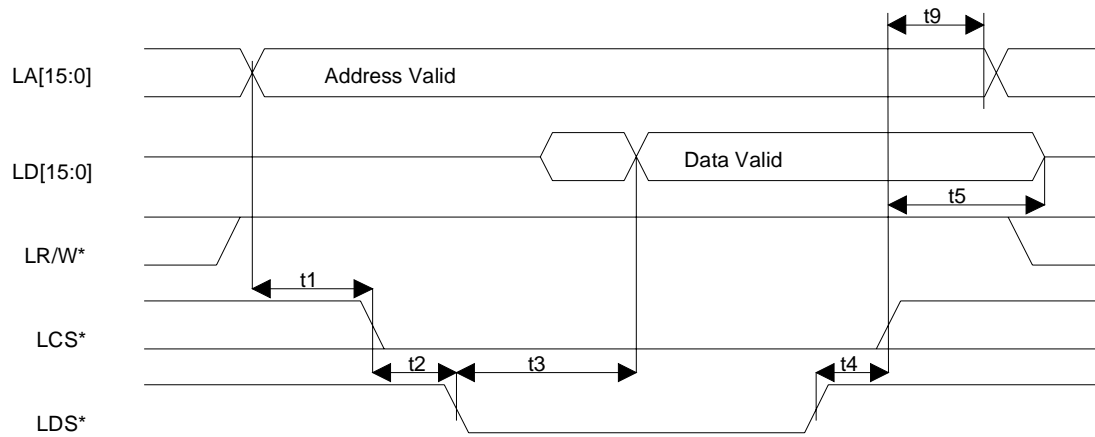 t9
LA[15:0] Address Valid
LD[15:0] Data Valid
t5
LR/W*
t1
LCS*
t2 t3 t4
LDS*